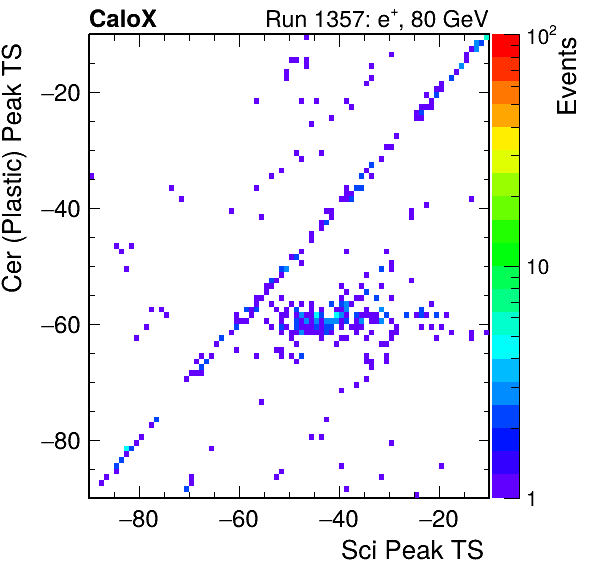 CaloX Run 1357: e⁺, 80 GeV
10²
Events
Cer (Plastic) Peak TS
−20
−40
−60
−80
10
1
−80 −60 −40 −20
Sci Peak TS